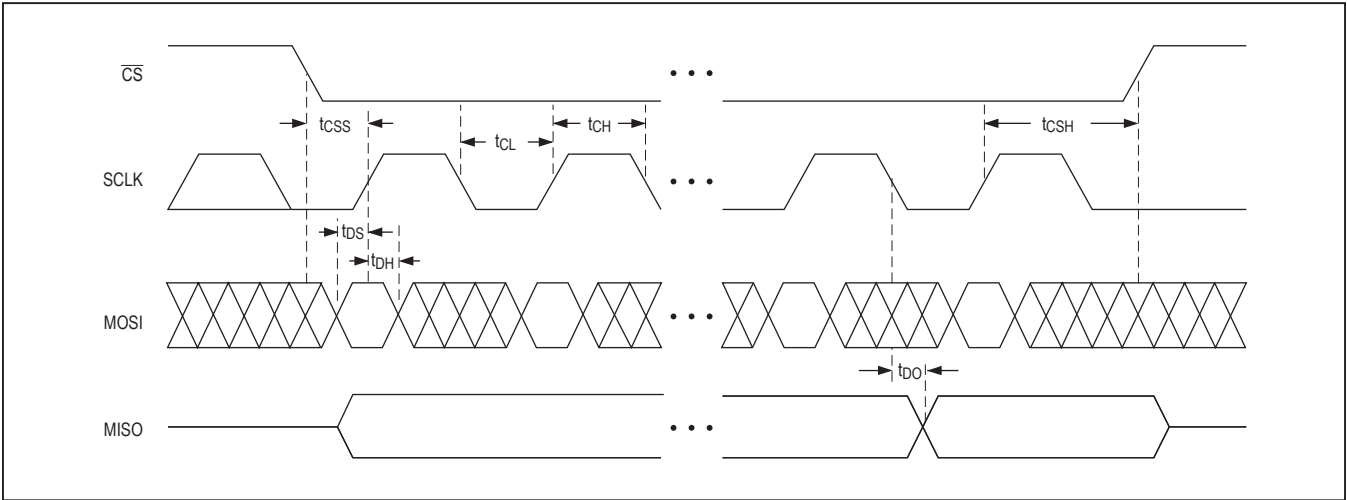 CS
tCSS
tCL
tCH
tCSH
SCLK
• • •
• • •
tDS
tDH
MOSI
• • •
tDO
MISO
• • •